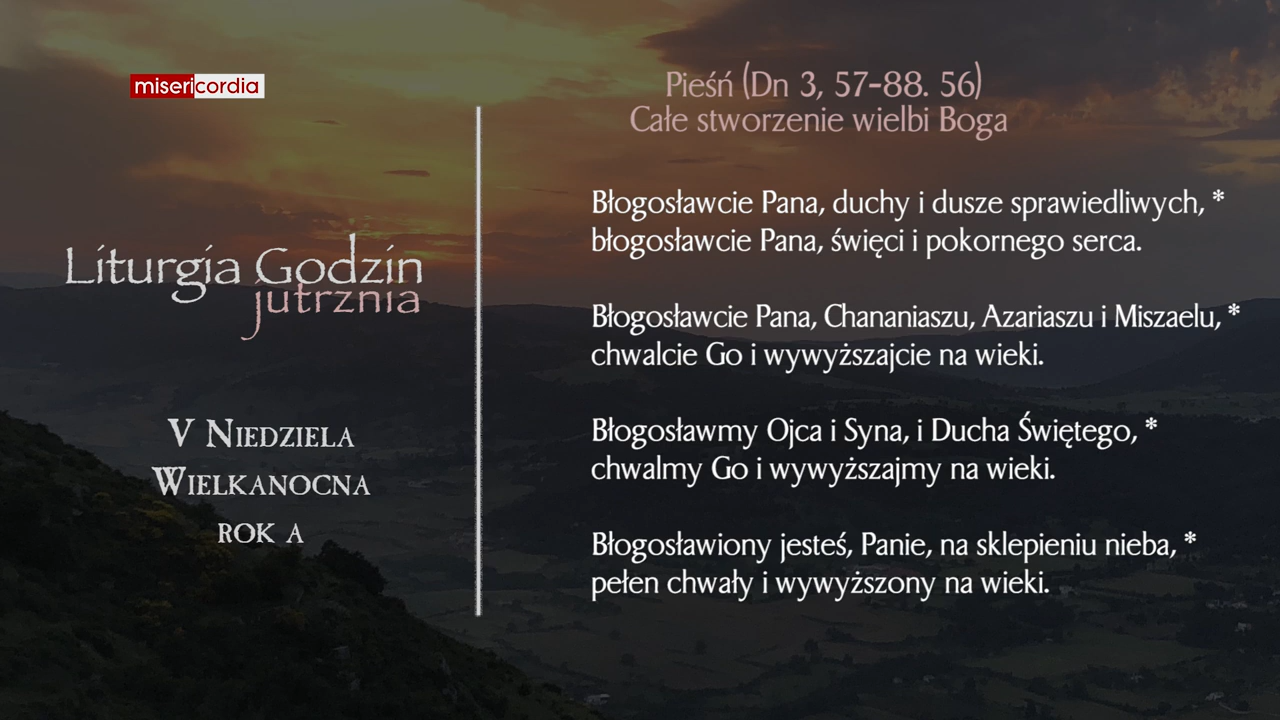 misericordia
Liturgia Godzin
jutrznia
V Niedziela
Wielkanocna
rok A
Pieśń (Dn 3, 57-88. 56)
Całe stworzenie wielbi Boga
Błogosławcie Pana, duchy i dusze sprawiedliwych, *
błogosławcie Pana, święci i pokornego serca.
Błogosławcie Pana, Chananiaszu, Azariaszu i Miszaelu, *
chwalcie Go i wywyższajcie na wieki.
Błogosławmy Ojca i Syna, i Ducha Świętego, *
chwalmy Go i wywyższajmy na wieki.
Błogosławiony jesteś, Panie, na sklepieniu nieba, *
pełen chwały i wywyższony na wieki.